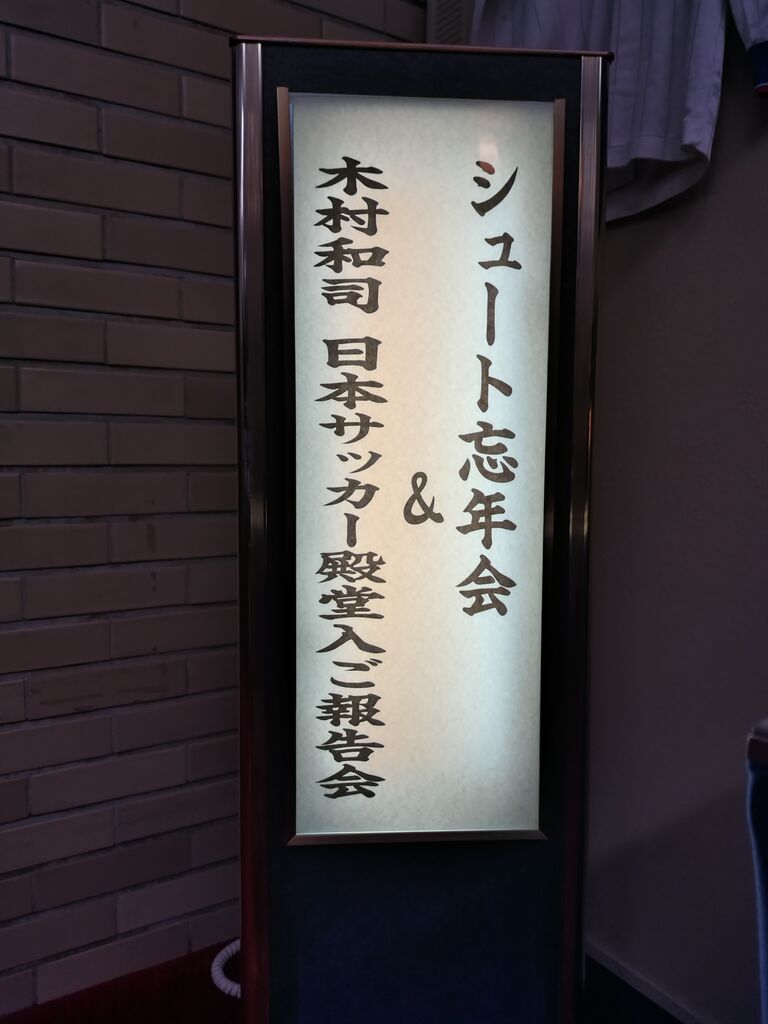 シュート忘年会
&
木村和司 日本サッカー殿堂入ご報告会